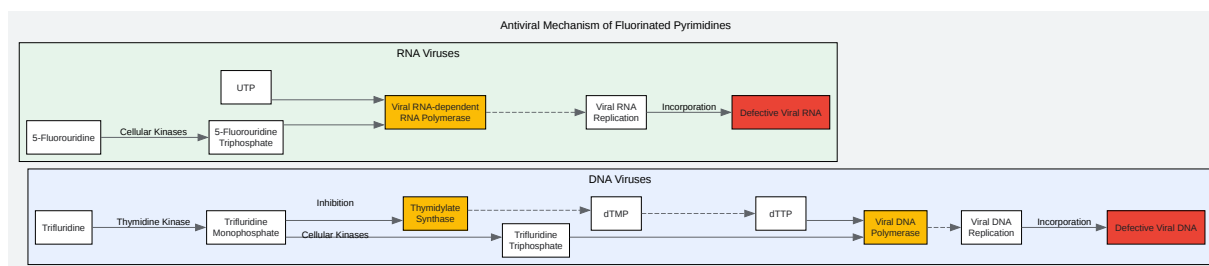 Antiviral Mechanism of Fluorinated Pyrimidines
RNA Viruses
UTP
5-Fluorouridine
Cellular Kinases
5-Fluorouridine
Triphosphate
Viral RNA-dependent
RNA Polymerase
Viral RNA
Replication
Incorporation
Defective Viral RNA
DNA Viruses
Trifluridine
Thymidine Kinase
Trifluridine
Monophosphate
Inhibition
Thymidylate
Synthase
dTMP
dTTP
Cellular Kinases
Trifluridine
Triphosphate
Viral DNA
Polymerase
Viral DNA
Replication
Incorporation
Defective Viral DNA